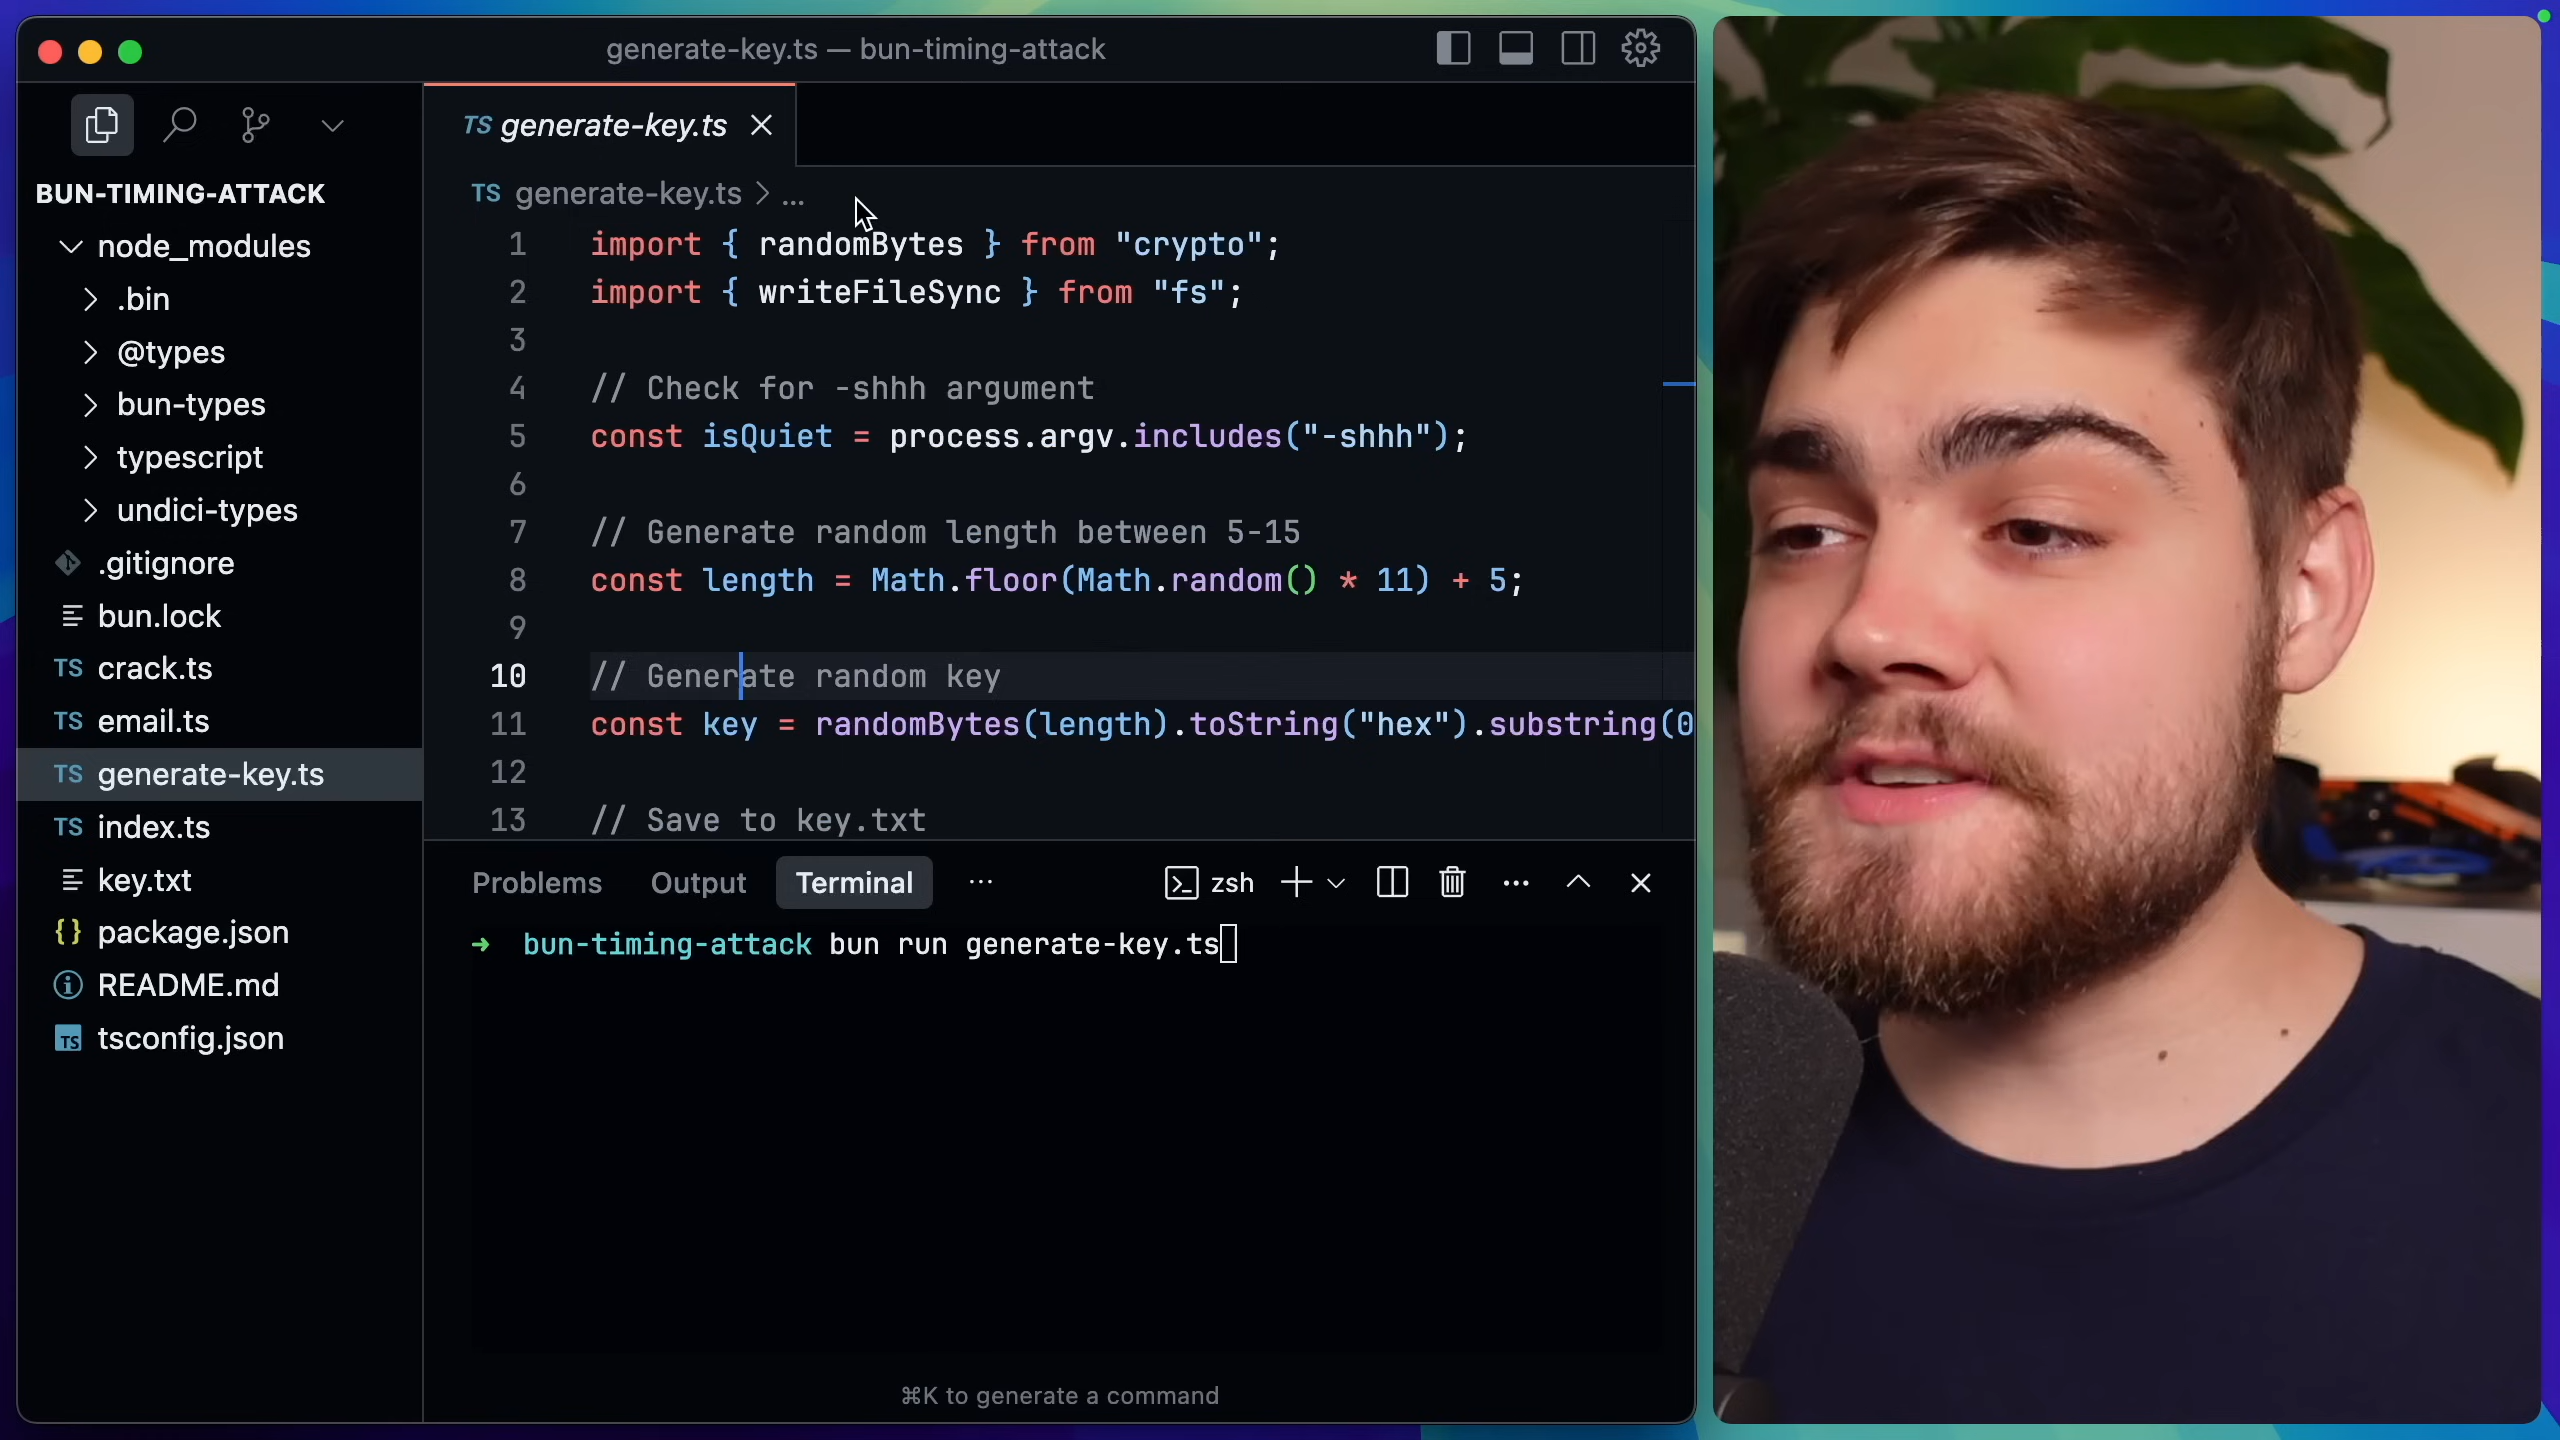 generate-key.ts — bun-timing-attack
BUN-TIMING-ATTACK
node_modules
.bin
@types
bun-types
typescript
undici-types
.gitignore
bun.lock
TS crack.ts
TS email.ts
TS generate-key.ts
TS index.ts
key.txt
{} package.json
README.md
TS tsconfig.json
TS generate-key.ts
TS generate-key.ts > ...
1 import { randomBytes } from "crypto";
2 import { writeFileSync } from "fs";
3
4 // Check for -shhh argument
5 const isQuiet = process.argv.includes("-shhh");
6
7 // Generate random length between 5-15
8 const length = Math.floor(Math.random() * 11) + 5;
9
10 // Generate random key
11 const key = randomBytes(length).toString("hex").substring(0
12
13 // Save to key.txt
Problems Output Terminal ... zsh
→ bun-timing-attack bun run generate-key.ts
⌘K to generate a command